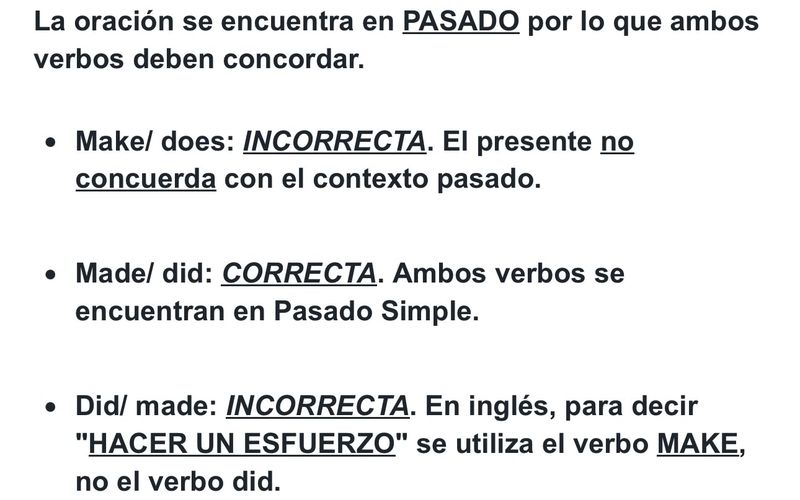 La oración se encuentra en PASADO por lo que ambos
verbos deben concordar.
• Make/ does: INCORRECTA. El presente no
concuerda con el contexto pasado.
• Made/ did: CORRECTA. Ambos verbos se
encuentran en Pasado Simple.
• Did/ made: INCORRECTA. En inglés, para decir
"HACER UN ESFUERZO" se utiliza el verbo MAKE,
no el verbo did.